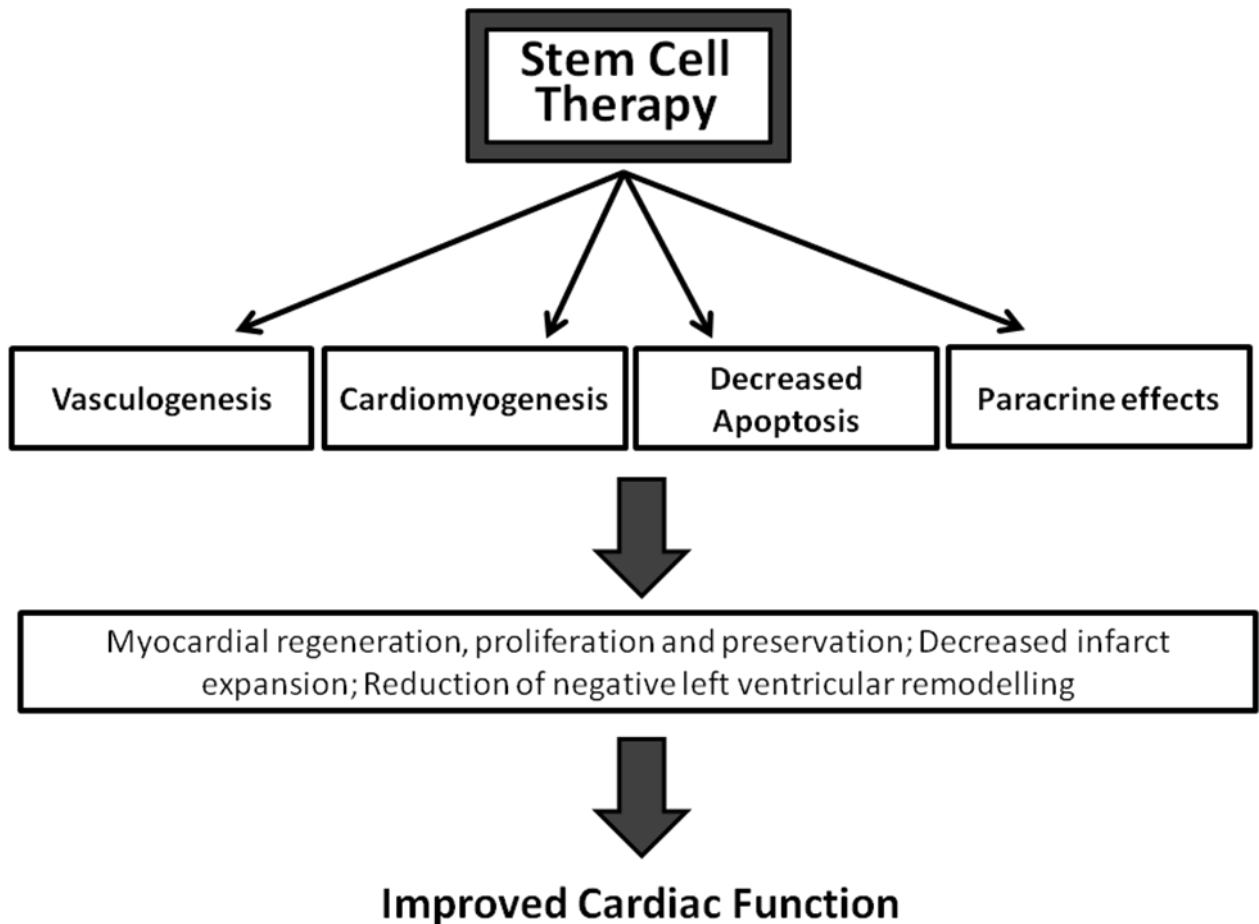 Stem Cell
Therapy
Vasculogenesis
Cardiomyogenesis
Decreased
Apoptosis
Paracrine effects
Myocardial regeneration, proliferation and preservation; Decreased infarct
expansion; Reduction of negative left ventricular remodelling
Improved Cardiac Function